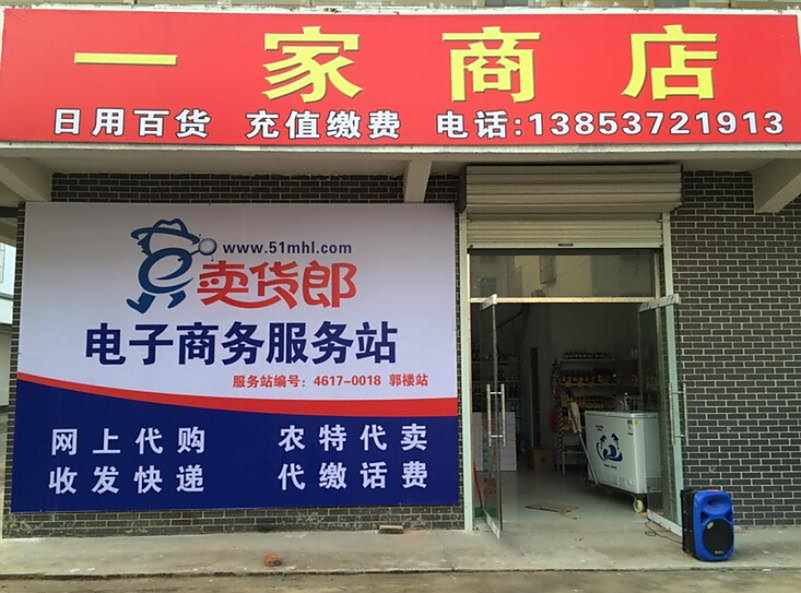 一家商店
日用百货 充值缴费 电话:13853721913
www.51mhl.com
卖货郎
电子商务服务站
服务站编号：4617-0018 郭楼站
网上代购 农特代卖
收发快递 代缴话费